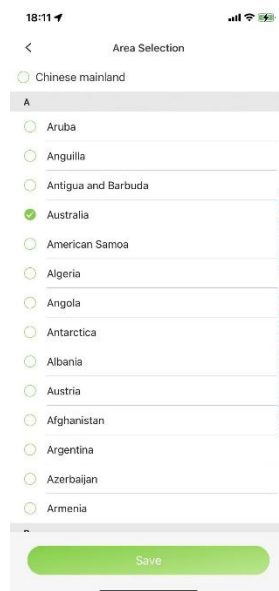 18:11
Area Selection
Chinese mainland
A
Aruba
Anguilla
Antigua and Barbuda
Australia
American Samoa
Algeria
Angola
Antarctica
Albania
Austria
Afghanistan
Argentina
Azerbaijan
Armenia
Save